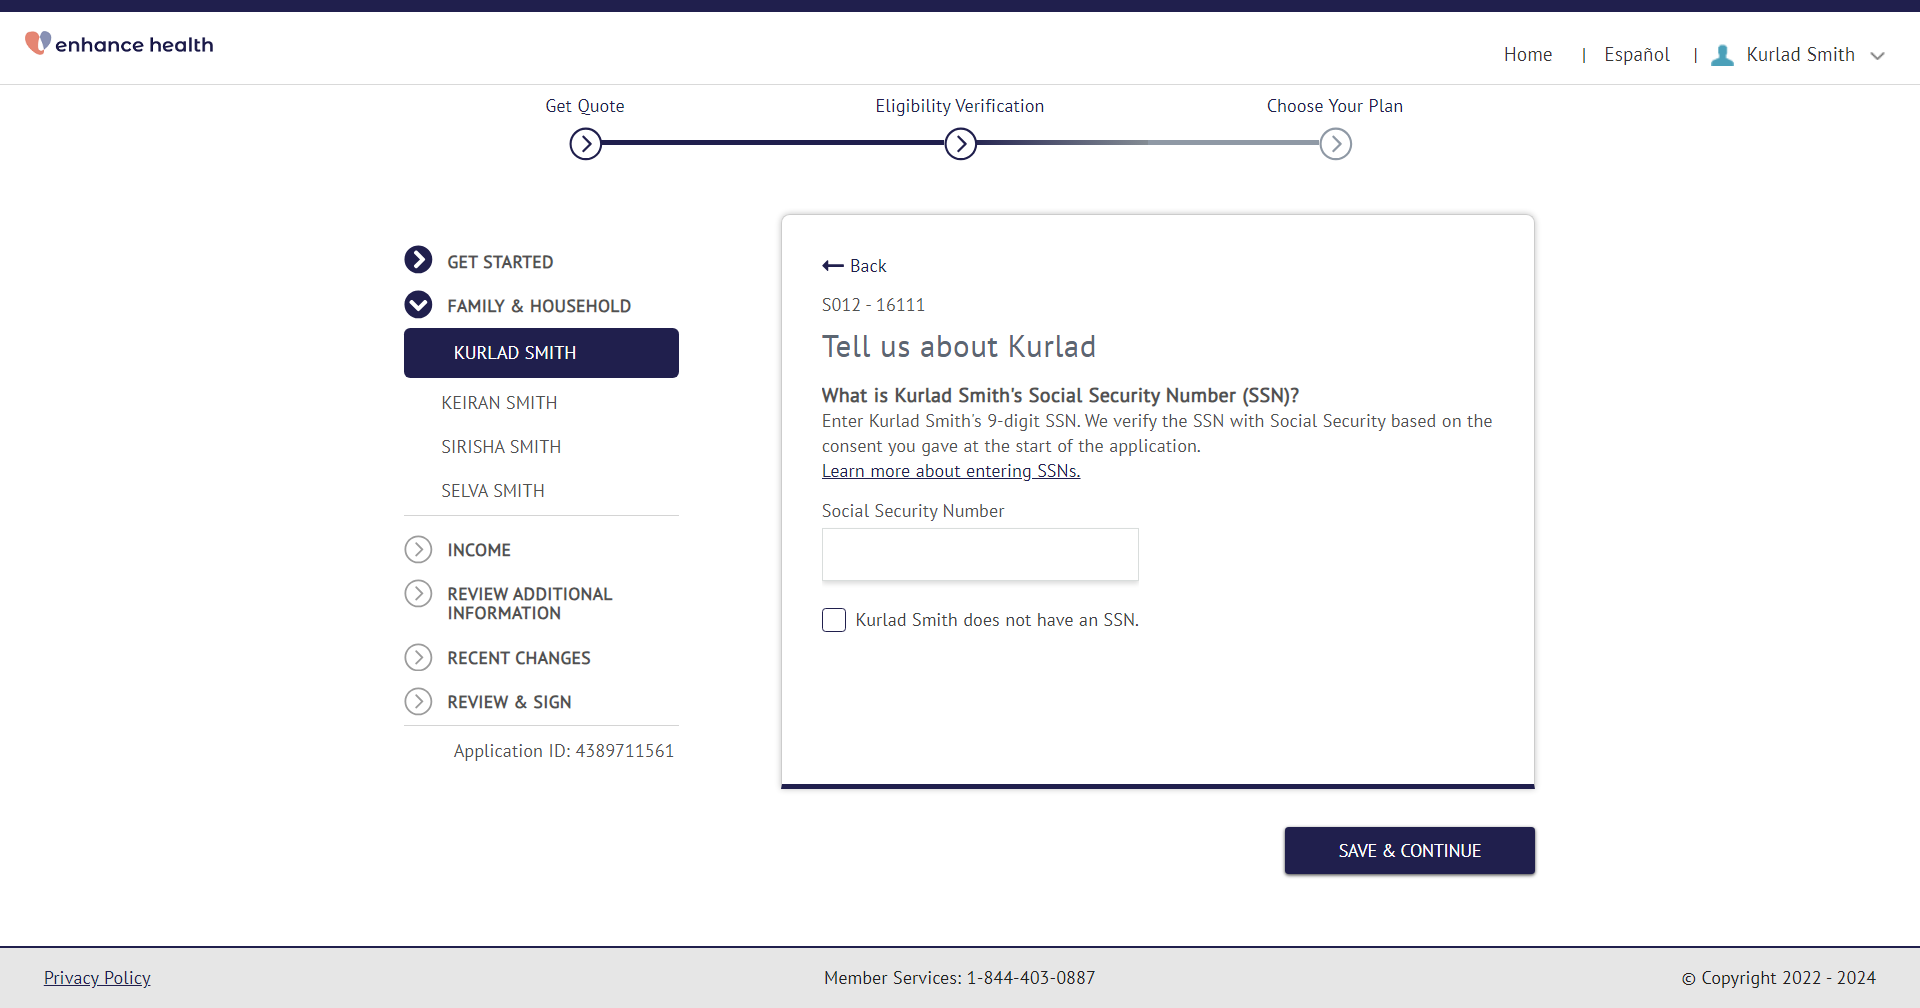 enhance health
Home | Español | Kurlad Smith
Get Quote
Eligibility Verification
Choose Your Plan
GET STARTED
FAMILY & HOUSEHOLD
KURLAD SMITH
KEIRAN SMITH
SIRISHA SMITH
SELVA SMITH
INCOME
REVIEW ADDITIONAL
INFORMATION
RECENT CHANGES
REVIEW & SIGN
Application ID: 4389711561
Back
S012 - 16111
Tell us about Kurlad
What is Kurlad Smith's Social Security Number (SSN)?
Enter Kurlad Smith's 9-digit SSN. We verify the SSN with Social Security based on the
consent you gave at the start of the application.
Learn more about entering SSNs.
Social Security Number
Kurlad Smith does not have an SSN.
SAVE & CONTINUE
Privacy Policy
Member Services: 1-844-403-0887
© Copyright 2022 - 2024